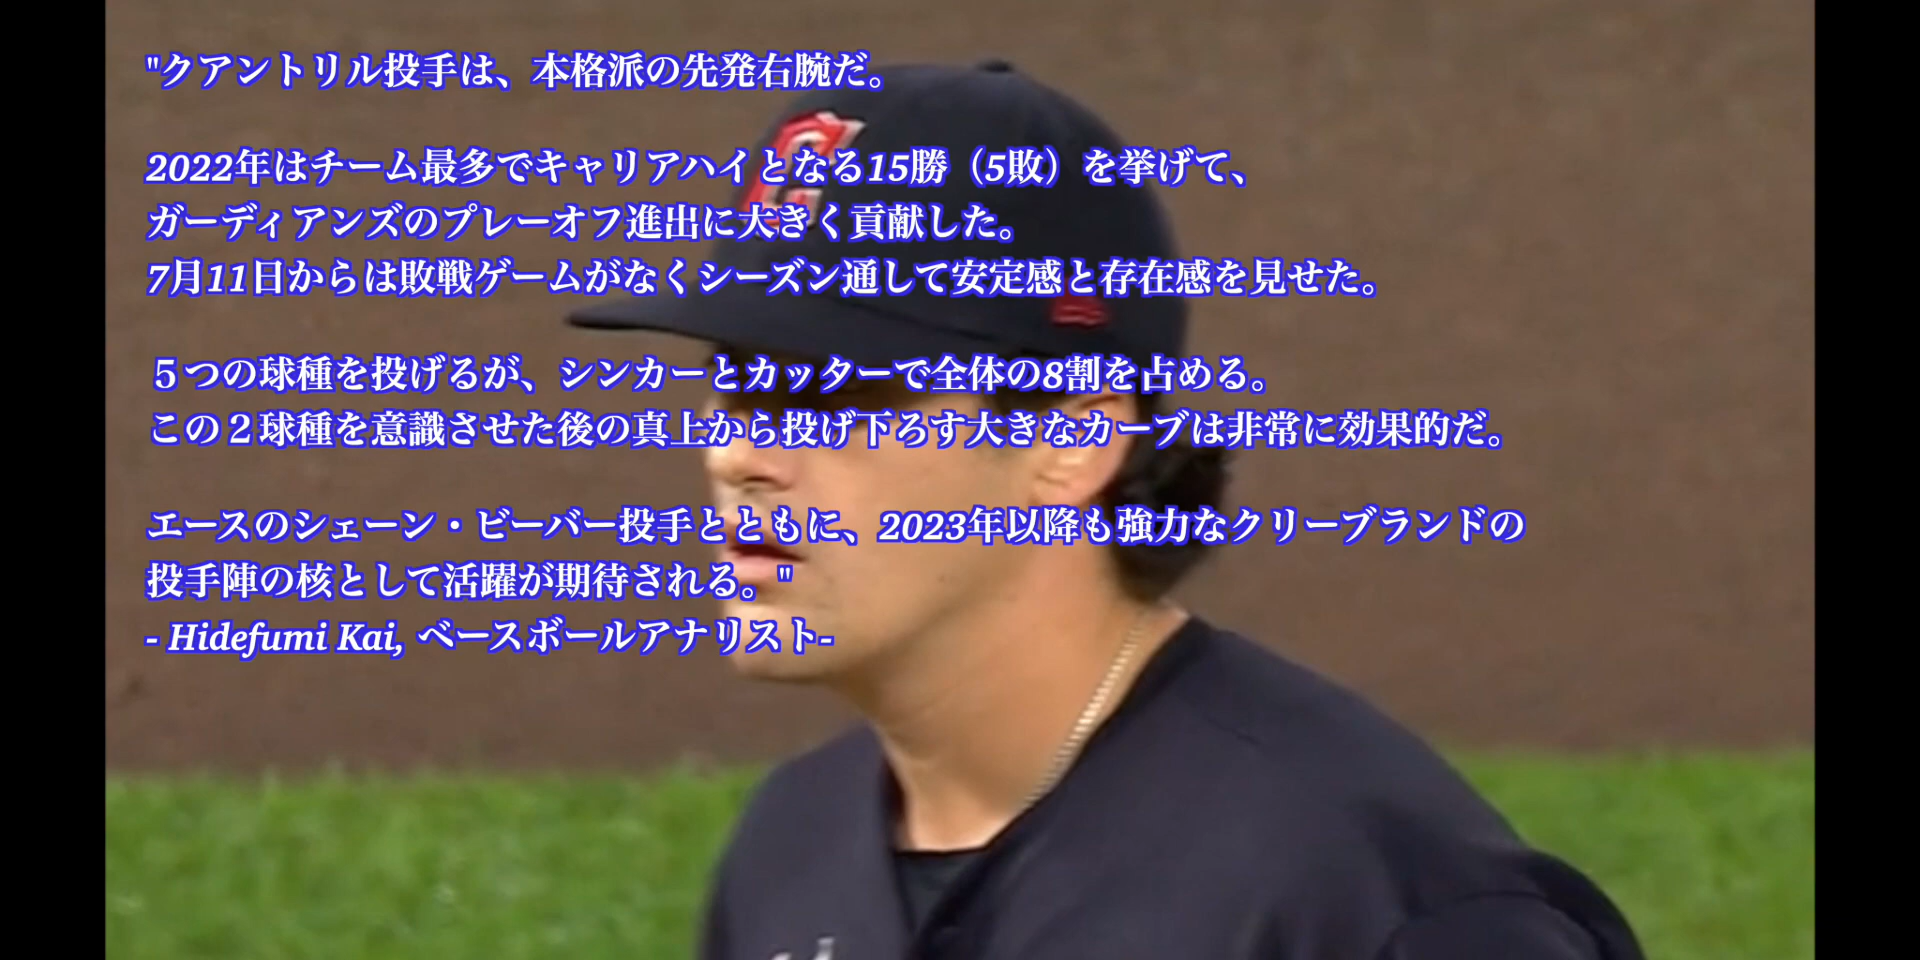 "クアントリル投手は、本格派の先発右腕だ。
2022年はチーム最多でキャリアハイとなる15勝（5敗）を挙げて、
ガーディアンズのプレーオフ進出に大きく貢献した。
7月11日からは敗戦ゲームがなくシーズン通して安定感と存在感を見せた。
５つの球種を投げるが、シンカーとカッターで全体の8割を占める。
この２球種を意識させた後の真上から投げ下ろす大きなカーブは非常に効果的だ。
エースのシェーン・ビーバー投手とともに、2023年以降も強力なクリーブランドの
投手陣の核として活躍が期待される。"
- Hidefumi Kai, ベースボールアナリスト-